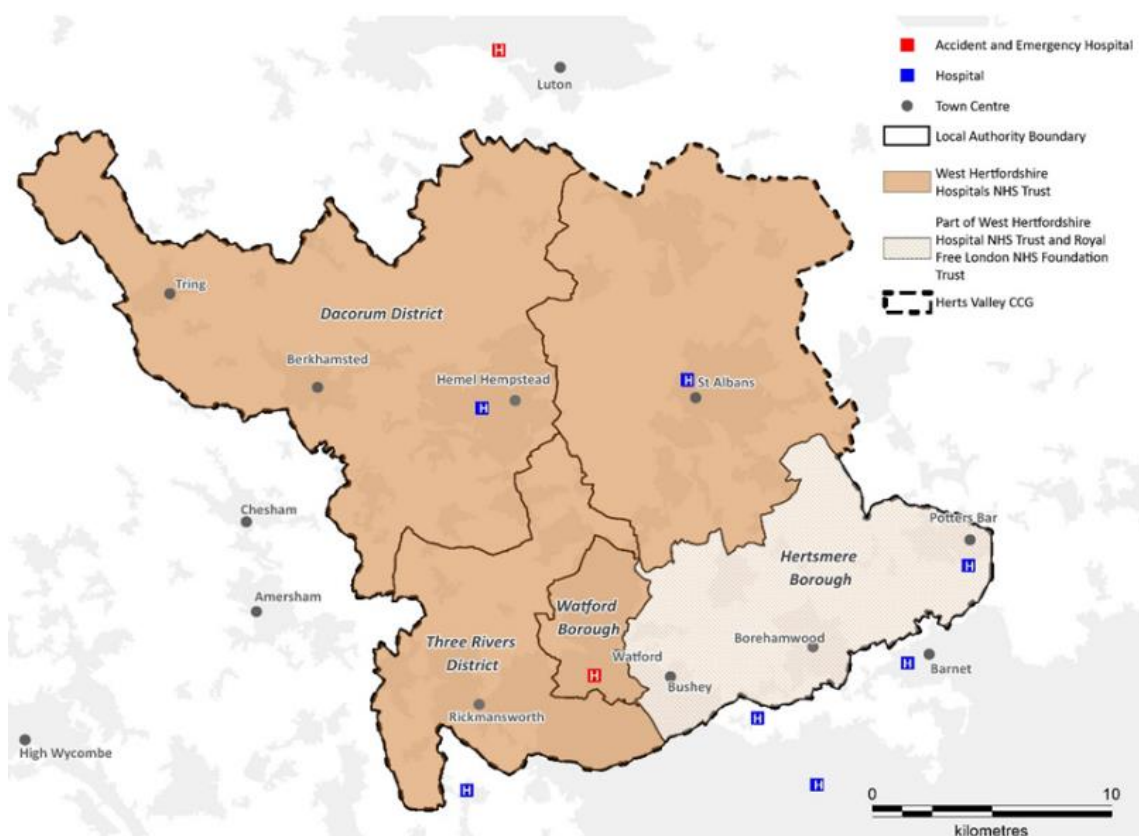 H
Luton
Accident and Emergency Hospital
Hospital
Town Centre
Local Authority Boundary
West Hertfordshire
Hospitals NHS Trust
Part of West Hertfordshire
Hospital NHS Trust and Royal
Free London NHS Foundation
Trust
Herts Valley CCG
H
H
Tring
Dacorum District
Berkhamsted
Hemel Hempstead
H
H
St Albans
Chesham
Amersham
High Wycombe
Three Rivers
District
Rickmansworth
Watford
Borough
Watford
H
Bushey
Hertsmere
Borough
Borehamwood
Potters Bar
H
H
Barnet
H
H
H
0
10
kilometres